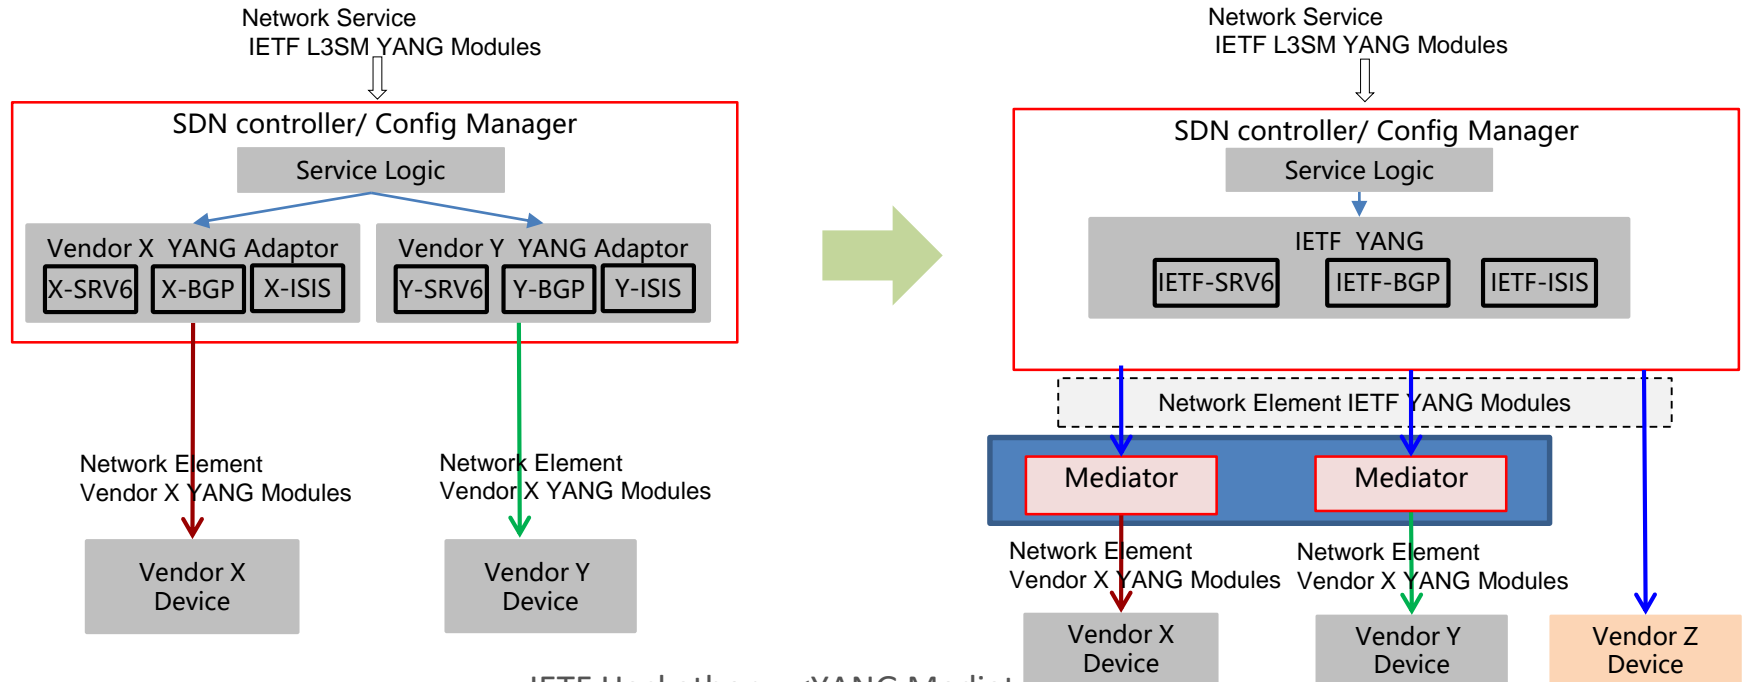 Network Service
IETF L3SM YANG Modules
SDN controller/ Config Manager
Service Logic
Vendor X YANG Adaptor
X-SRV6 X-BGP X-ISIS
Vendor Y YANG Adaptor
Y-SRV6 Y-BGP Y-ISIS
Network Element
Vendor X YANG Modules
Network Element
Vendor X YANG Modules
Vendor X
Device
Vendor Y
Device
Network Service
IETF L3SM YANG Modules
SDN controller/ Config Manager
Service Logic
IETF YANG
IETF-SRV6 IETF-BGP IETF-ISIS
Network Element IETF YANG Modules
Mediator
Mediator
Network Element
Vendor X YANG Modules
Network Element
Vendor X YANG Modules
Vendor X
Device
Vendor Y
Device
Vendor Z
Device